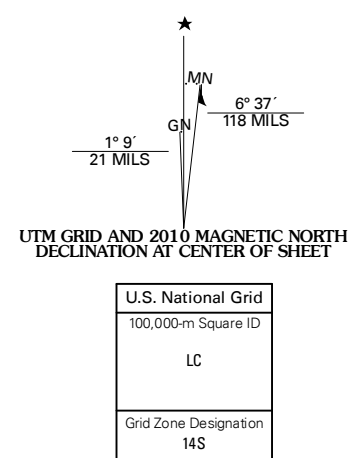 MN
6° 37´
118 MILS
GN
1° 9´
21 MILS
UTM GRID AND 2010 MAGNETIC NORTH
DECLINATION AT CENTER OF SHEET
U.S. National Grid
100,000-m Square ID
LC
Grid Zone Designation
14S